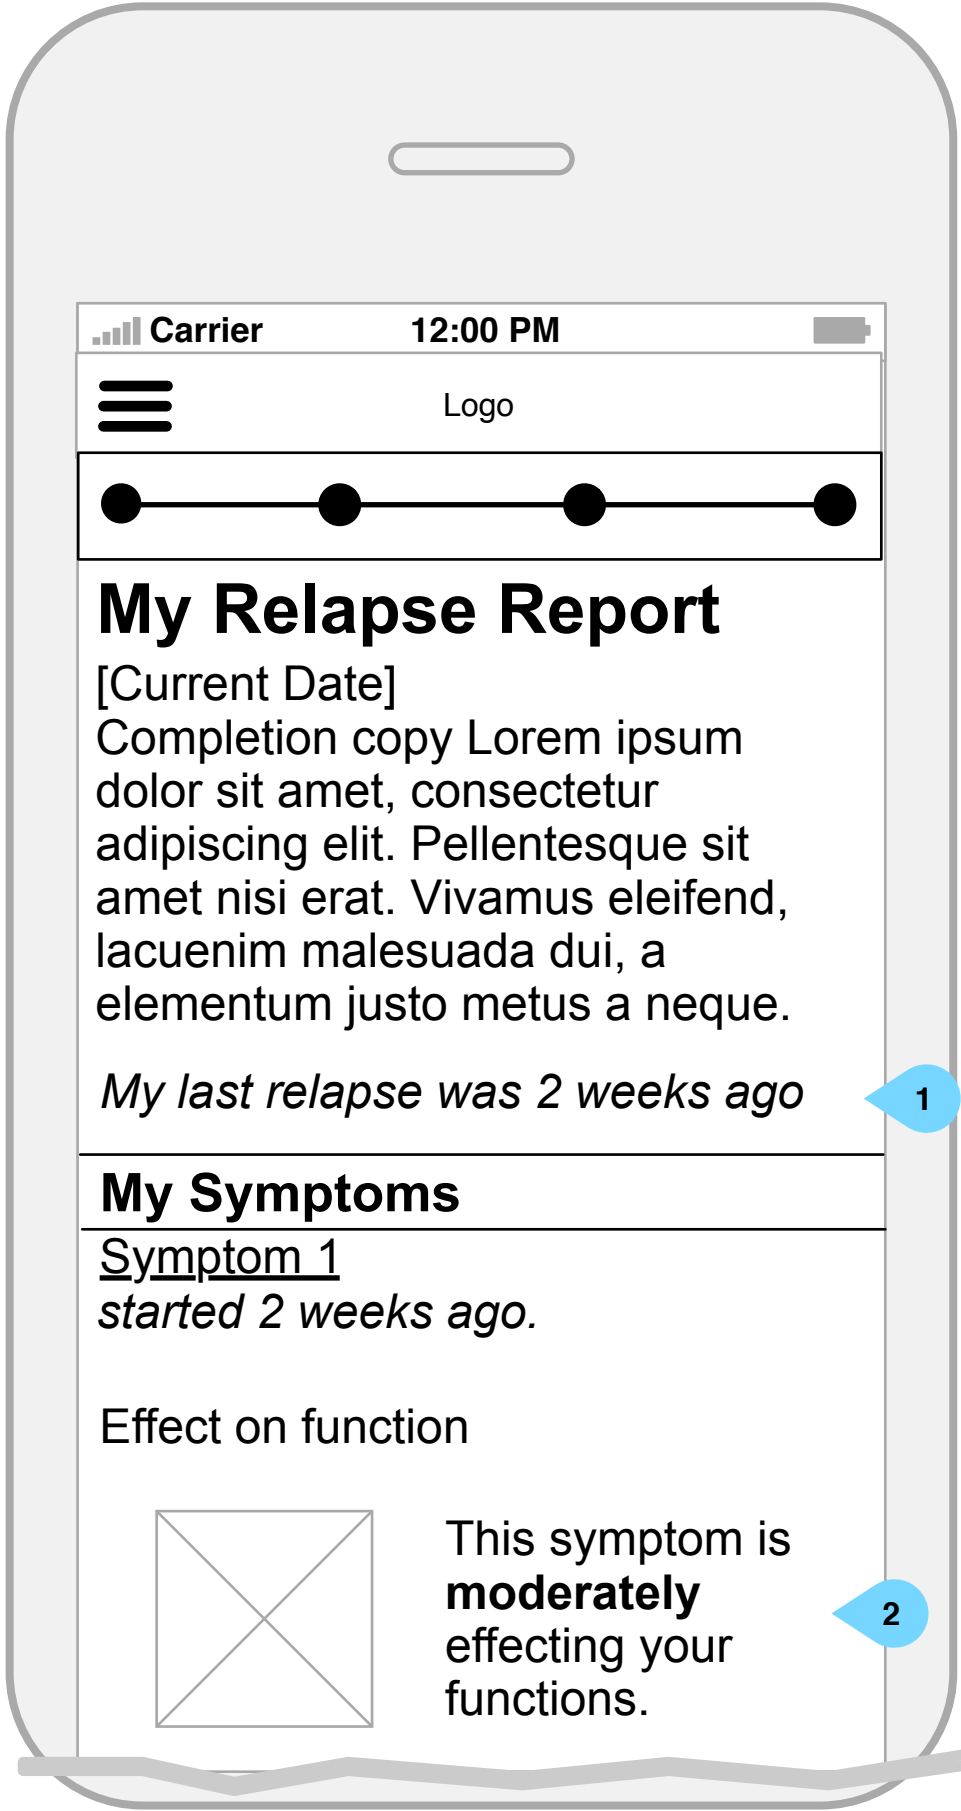 Carrier 12:00 PM
Logo
My Relapse Report
[Current Date]
Completion copy Lorem ipsum
dolor sit amet, consectetur
adipiscing elit. Pellentesque sit
amet nisi erat. Vivamus eleifend,
lacuenim malesuada dui, a
elementum justo metus a neque.
My last relapse was 2 weeks ago
1
My Symptoms
Symptom 1
started 2 weeks ago.
Effect on function
This symptom is
moderately
2
effecting your
functions.